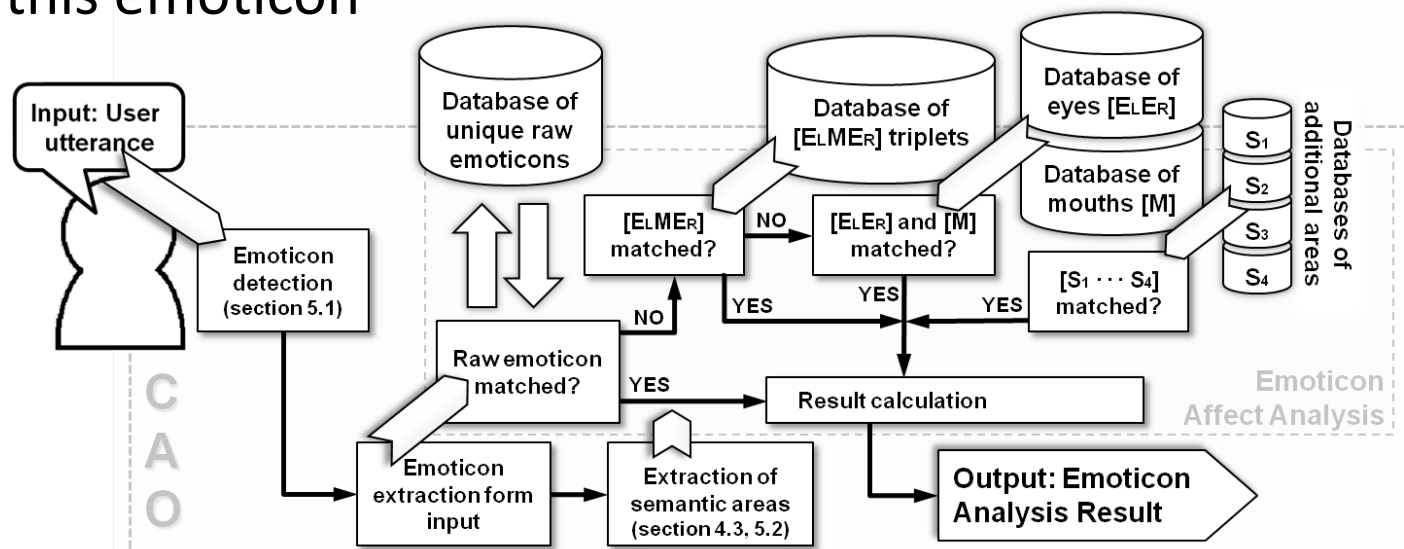 this emoticon
Input: User
utterance
Database of
unique raw
emoticons
Database of
[ELMER] triplets
Database of
eyes [ELER]
Database of
mouths [M]
S1
S2
S3
S4
Databases of
additional areas
Emoticon
detection
(section 5.1)
[ELMER]
matched?
NO
[ELER] and [M]
matched?
[S1 ··· S4]
matched?
YES
YES
YES
NO
Raw emoticon
matched?
YES
Result calculation
Emoticon
Affect Analysis
C
A
O
Emoticon
extraction form
input
Extraction of
semantic areas
(section 4.3, 5.2)
Output: Emoticon
Analysis Result